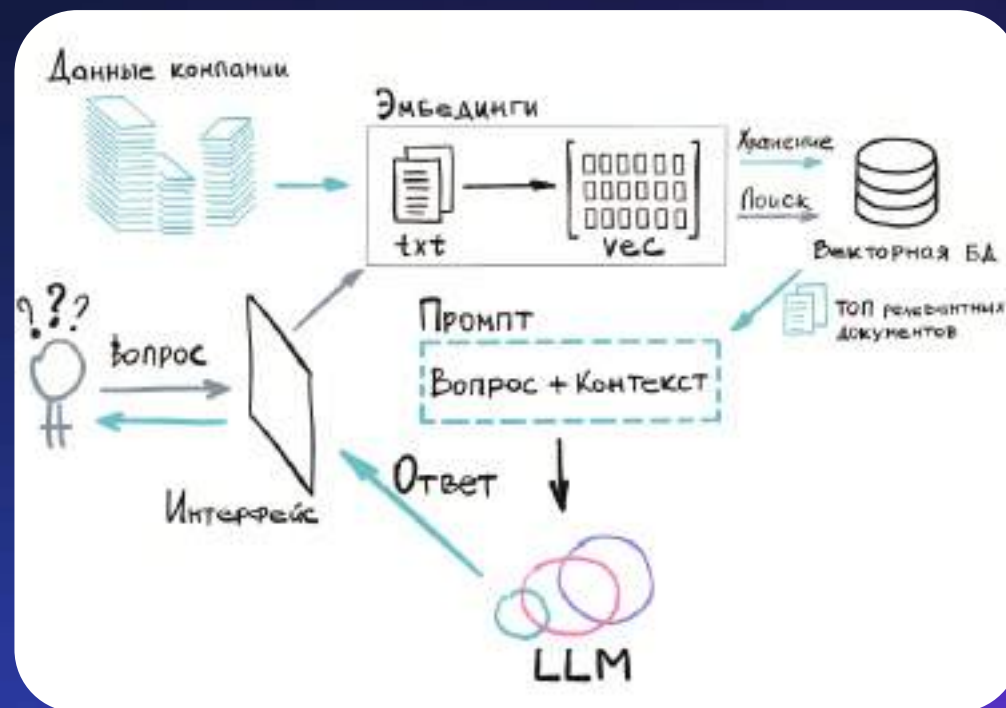 Данные компании
Эмбединги
txt
vec
Хранение
Поиск
Векторная БД
ТОП релевантных
документов
???
Вопрос
Интерфейс
Промпт
Вопрос + Контекст
Ответ
LLM